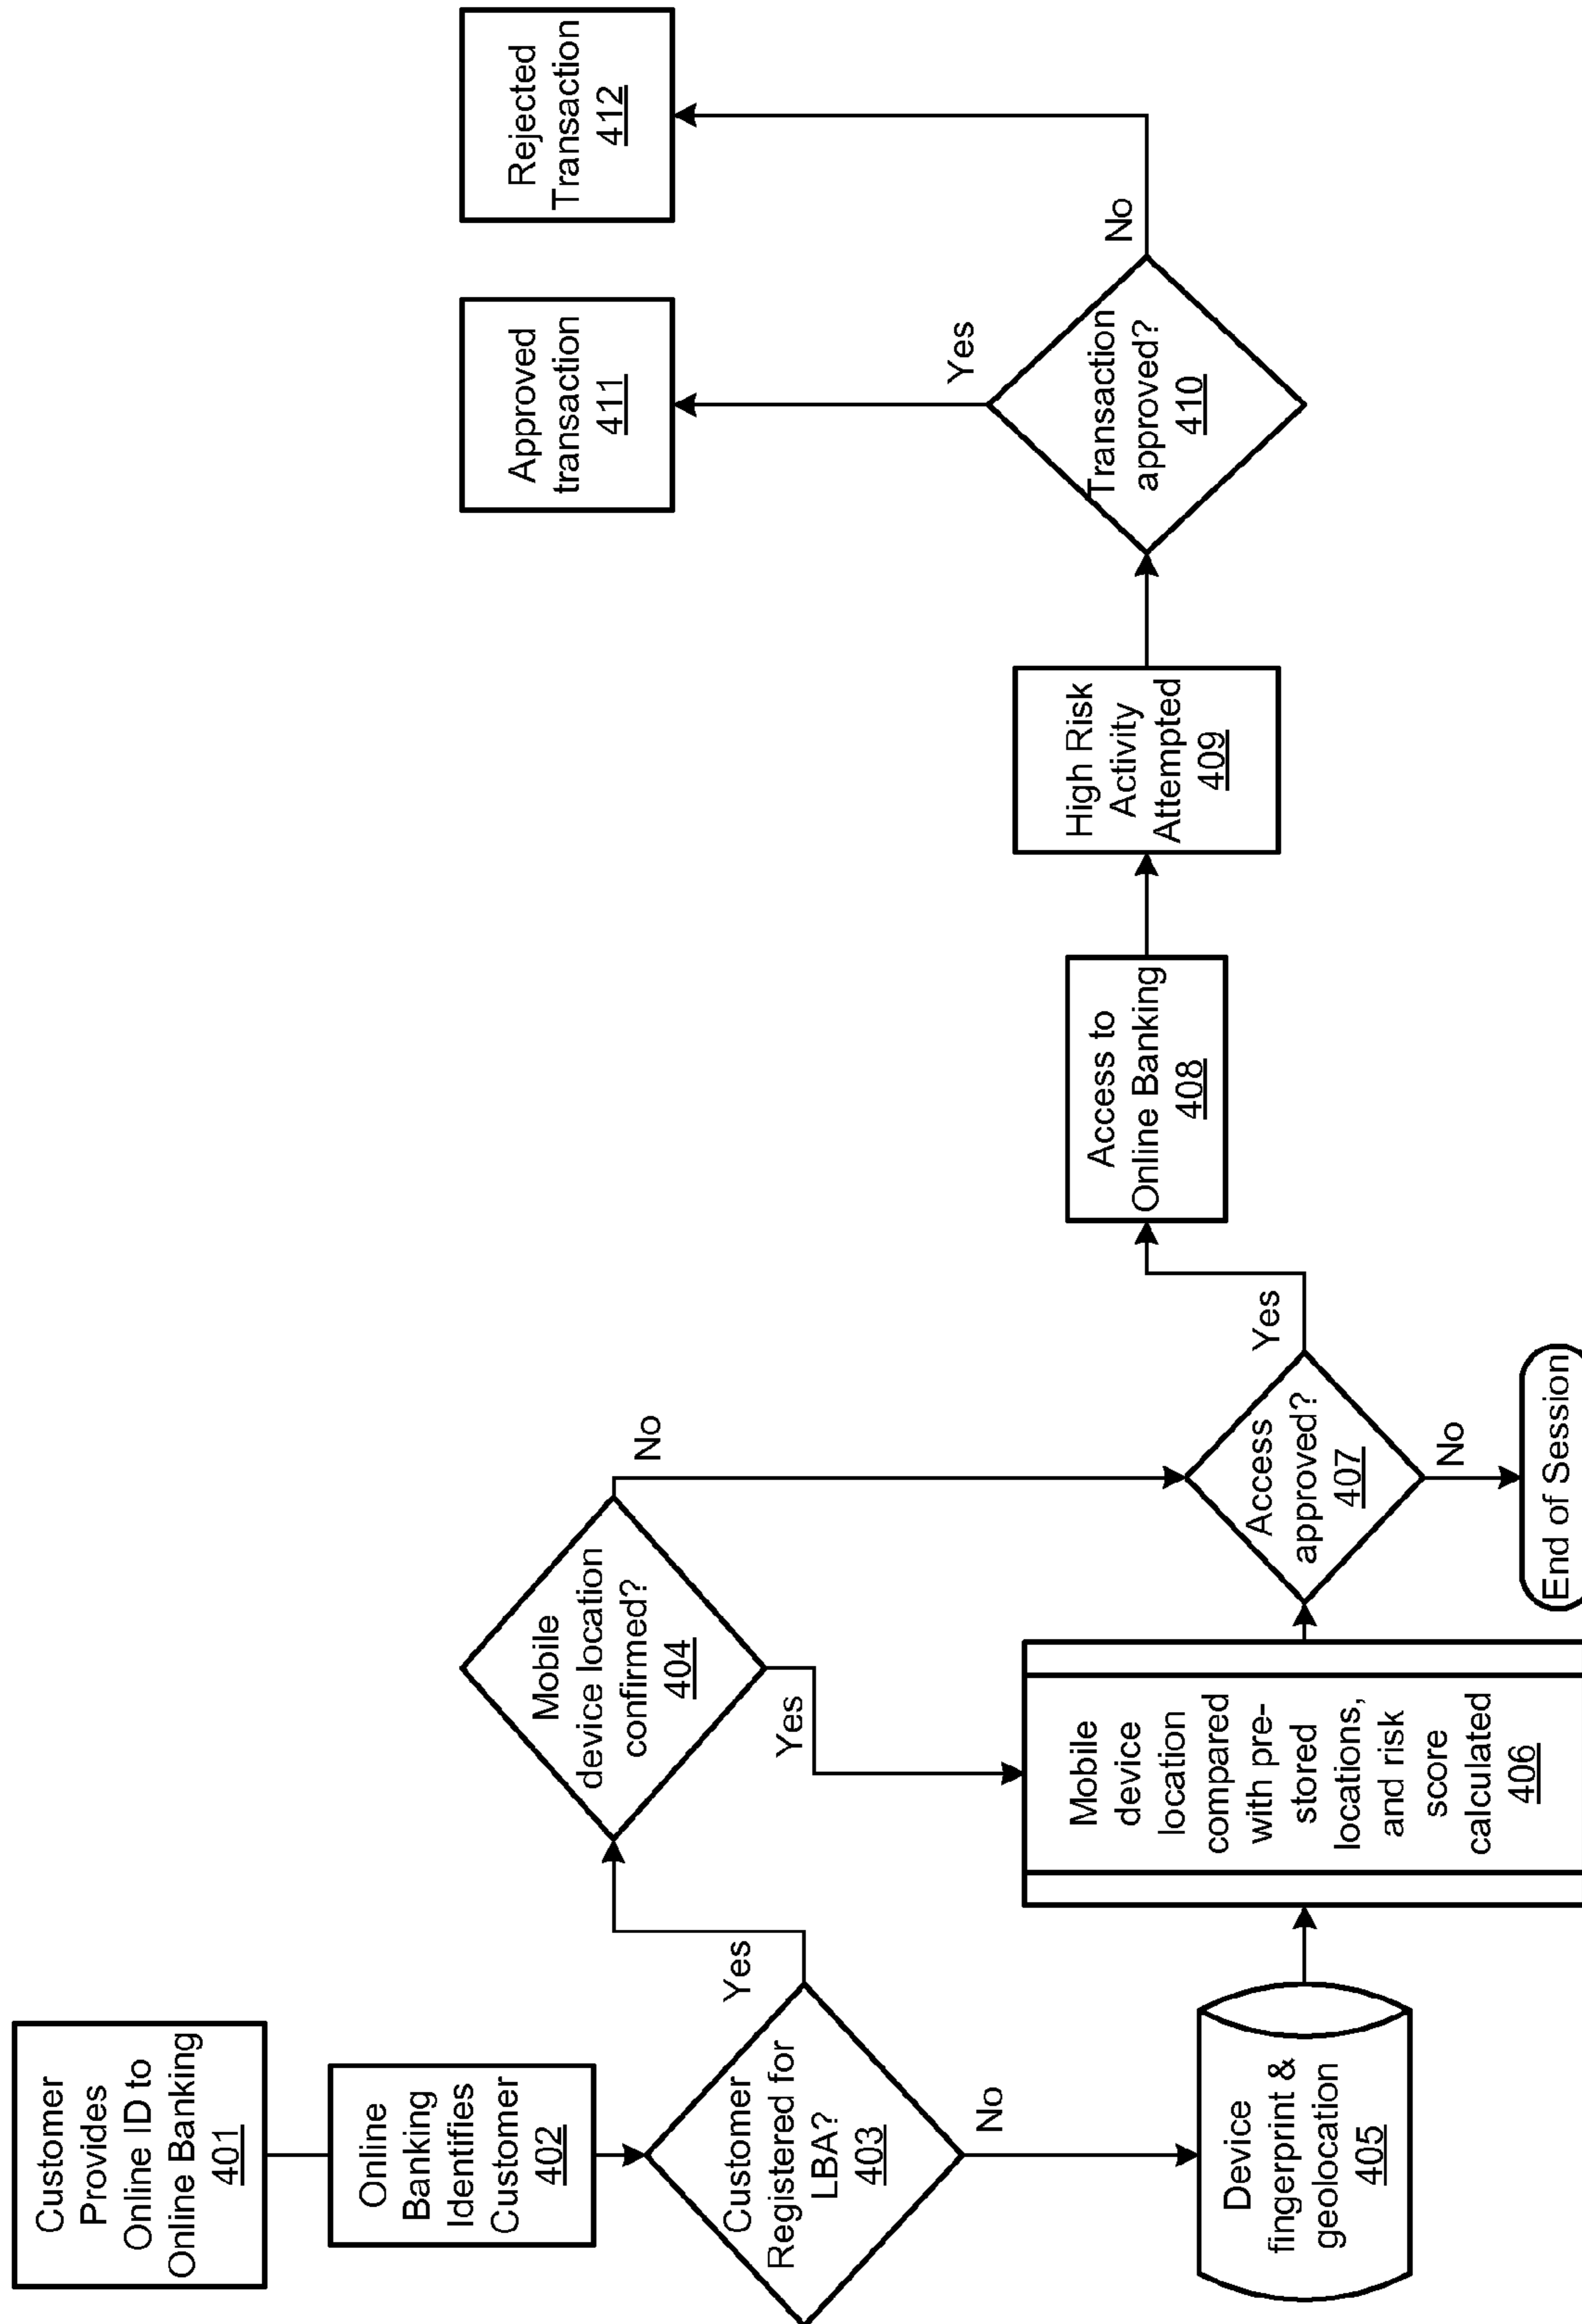 Customer
Provides
Online ID to
Online Banking
401
Online
Banking
Identifies
Customer
402
Customer
Registered for
LBA?
403
Yes
No
Mobile
device location
confirmed?
404
Yes
No
Device
fingerprint &
geolocation
405
Mobile
device
location
compared
with pre-
stored
locations,
and risk
score
calculated
406
Access
approved?
407
Yes
No
End of Session
Access to
Online Banking
408
High Risk
Activity
Attempted
409
Transaction
approved?
410
Yes
No
Approved
transaction
411
Rejected
Transaction
412